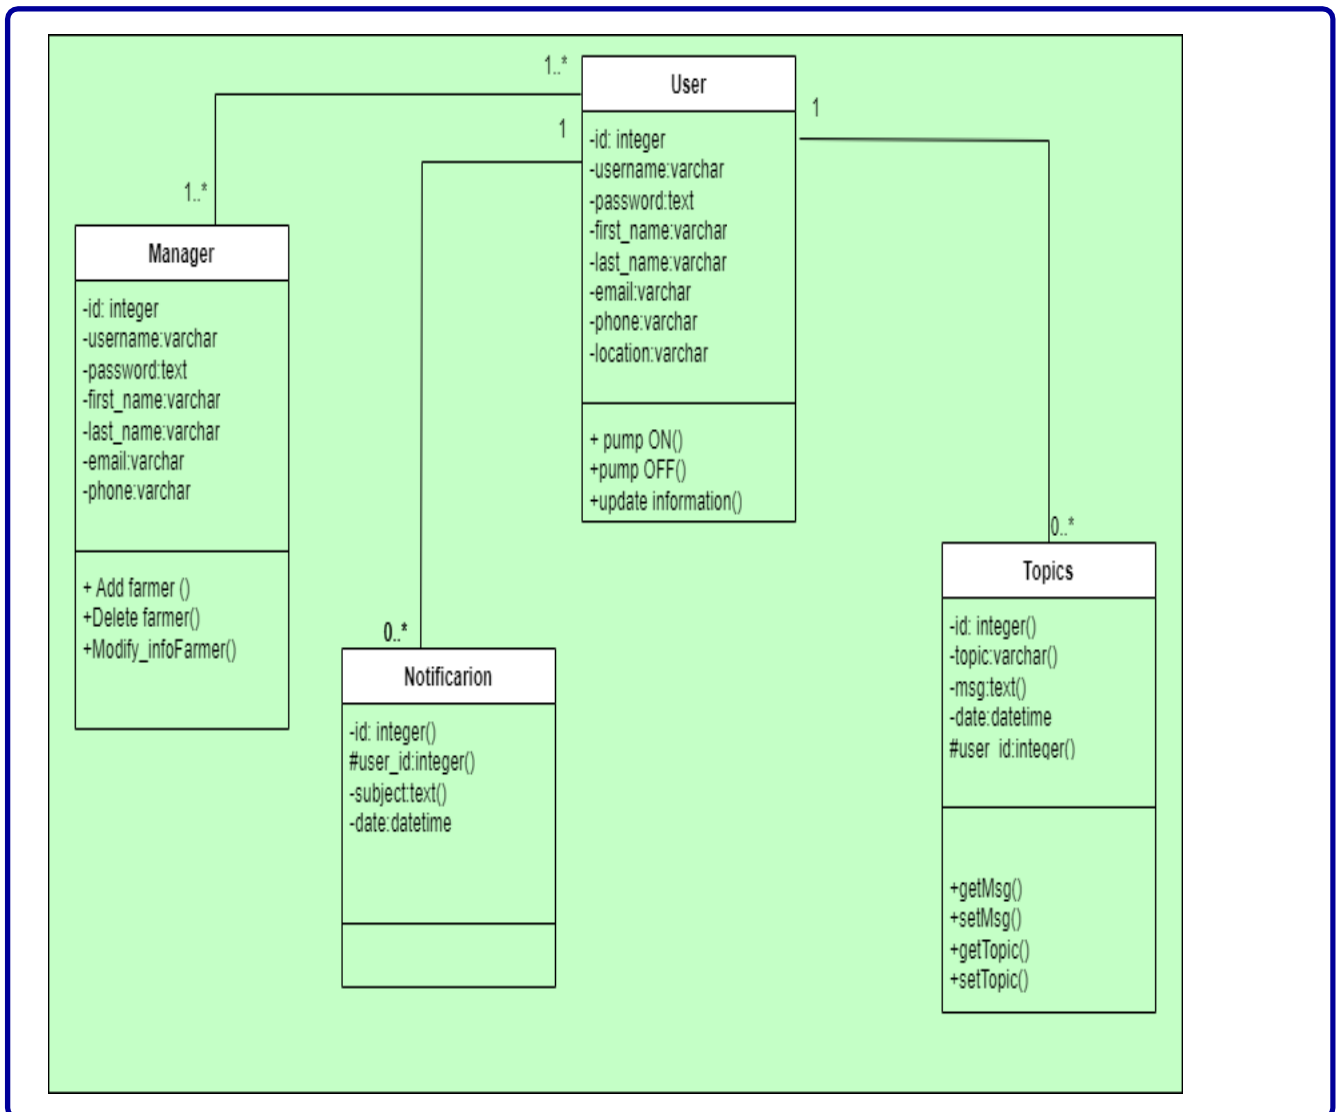 1..*
User
1
1
-id: integer
-username:varchar
-password:text
-first_name:varchar
-last_name:varchar
-email:varchar
-phone:varchar
-location:varchar
+ pump ON()
+pump OFF()
+update information()
1..*
Manager
-id: integer
-username:varchar
-password:text
-first_name:varchar
-last_name:varchar
-email:varchar
-phone:varchar
+ Add farmer ()
+Delete farmer()
+Modify_infoFarmer()
0..*
Notificarion
-id: integer()
#user_id:integer()
-subject:text()
-date:datetime
0..*
Topics
-id: integer()
-topic:varchar()
-msg:text()
-date:datetime
#user_id:integer()
+getMsg()
+setMsg()
+getTopic()
+setTopic()